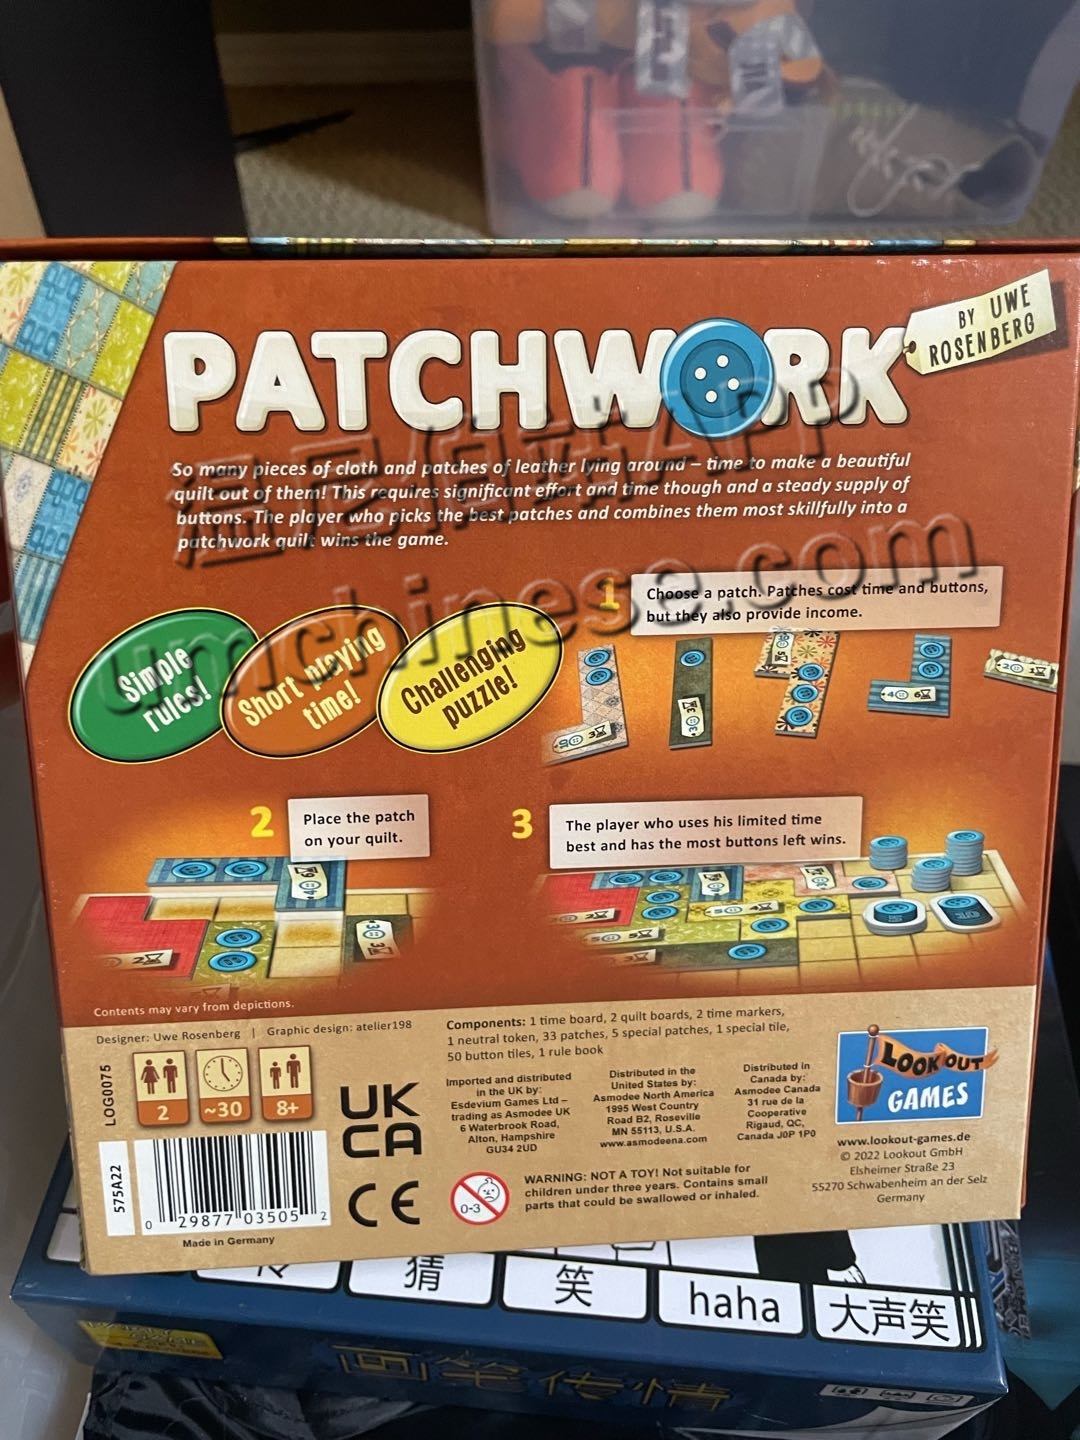 PATCHWORK
BY UWE
ROSENBERG
So many pieces of cloth and patches of leather lying around – time to make a beautiful
quilt out of them! This requires significant effort and time though and a steady supply of
buttons. The player who picks the best patches and combines them most skillfully into a
patchwork quilt wins the game.
umchinese.com
1
Choose a patch. Patches cost time and buttons,
but they also provide income.
Simple
rules!
Short playing
time!
Challenging
puzzle!
2
Place the patch
on your quilt.
3
The player who uses his limited time
best and has the most buttons left wins.
Contents may vary from depictions.
Designer: Uwe Rosenberg | Graphic design: atelier198
Components: 1 time board, 2 quilt boards, 2 time markers,
1 neutral token, 33 patches, 5 special patches, 1 special tile,
50 button tiles, 1 rule book
LOG0075
2
~30
8+
UK
CA
CE
Imported and distributed
in the UK by:
Esdevium Games Ltd –
trading as Asmodee UK
6 Waterbrook Road,
Alton, Hampshire
GU34 2UD
Distributed in the
United States by:
Asmodee North America
1995 West Country
Road B2, Roseville
MN 55113, U.S.A.
www.asmodeena.com
Distributed in
Canada by:
Asmodee Canada
31 rue de la
Cooperative
Rigaud, QC,
Canada J0P 1P0
LOOKOUT
GAMES
www.lookout-games.de
© 2022 Lookout GmbH
Elsheimer Straße 23
55270 Schwabenheim an der Selz
Germany
575A22
0 29877 03505 2
Made in Germany
0-3
WARNING: NOT A TOY! Not suitable for
children under three years. Contains small
parts that could be swallowed or inhaled.
猜
笑
haha
大声笑
画笔传情